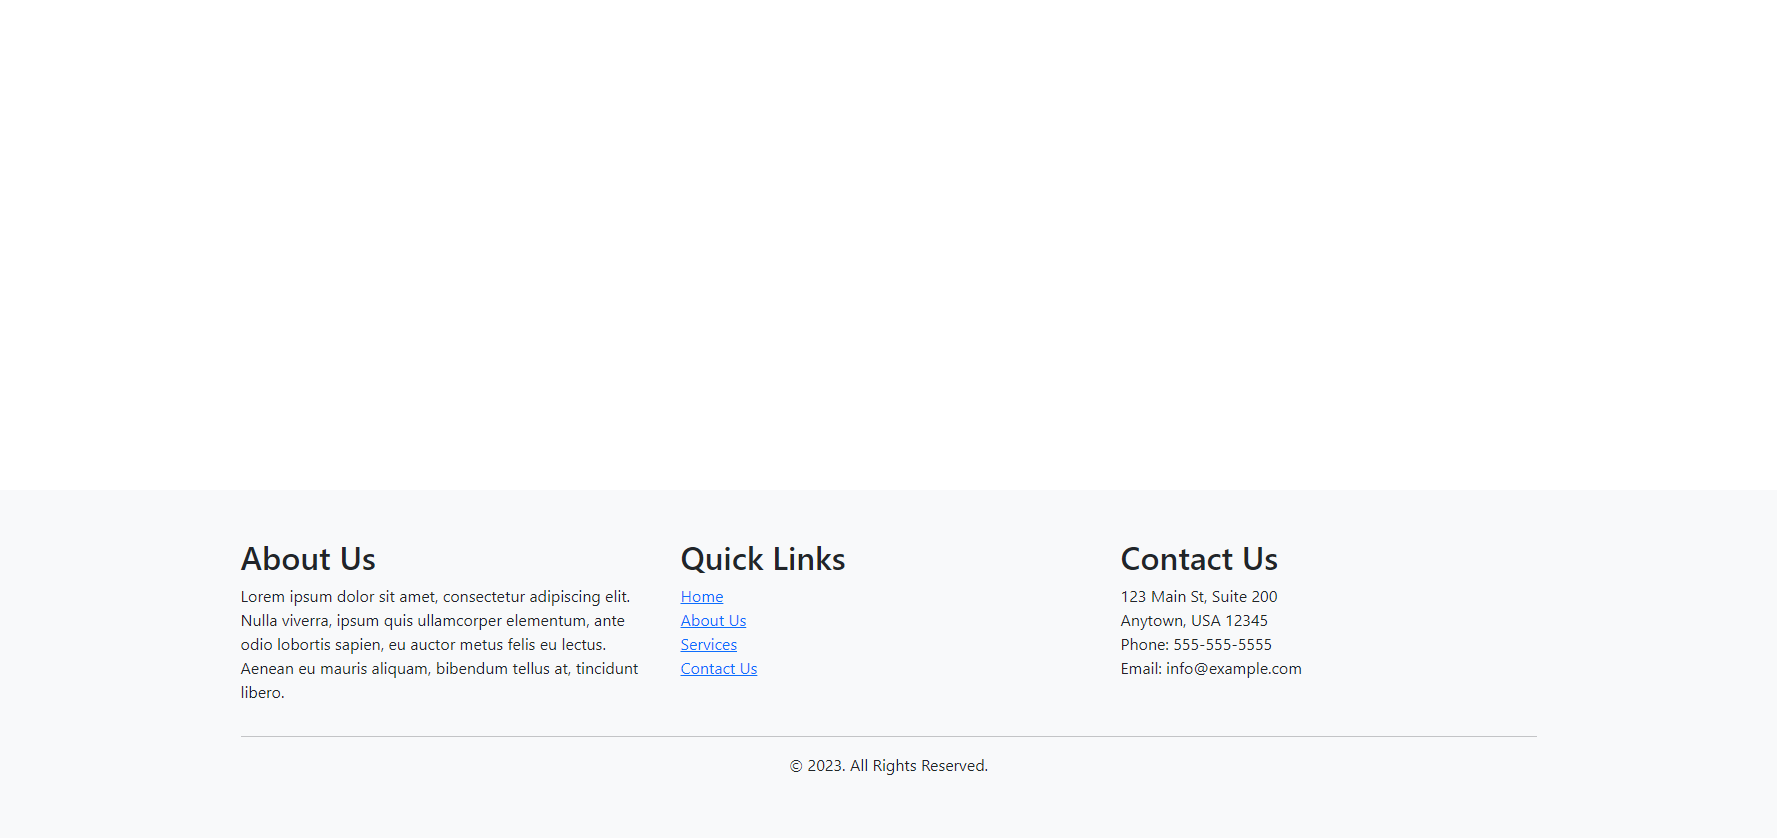 About Us
Lorem ipsum dolor sit amet, consectetur adipiscing elit.
Nulla viverra, ipsum quis ullamcorper elementum, ante
odio lobortis sapien, eu auctor metus felis eu lectus.
Aenean eu mauris aliquam, bibendum tellus at, tincidunt
libero.
Quick Links
Home
About Us
Services
Contact Us
Contact Us
123 Main St, Suite 200
Anytown, USA 12345
Phone: 555-555-5555
Email: info@example.com
© 2023. All Rights Reserved.